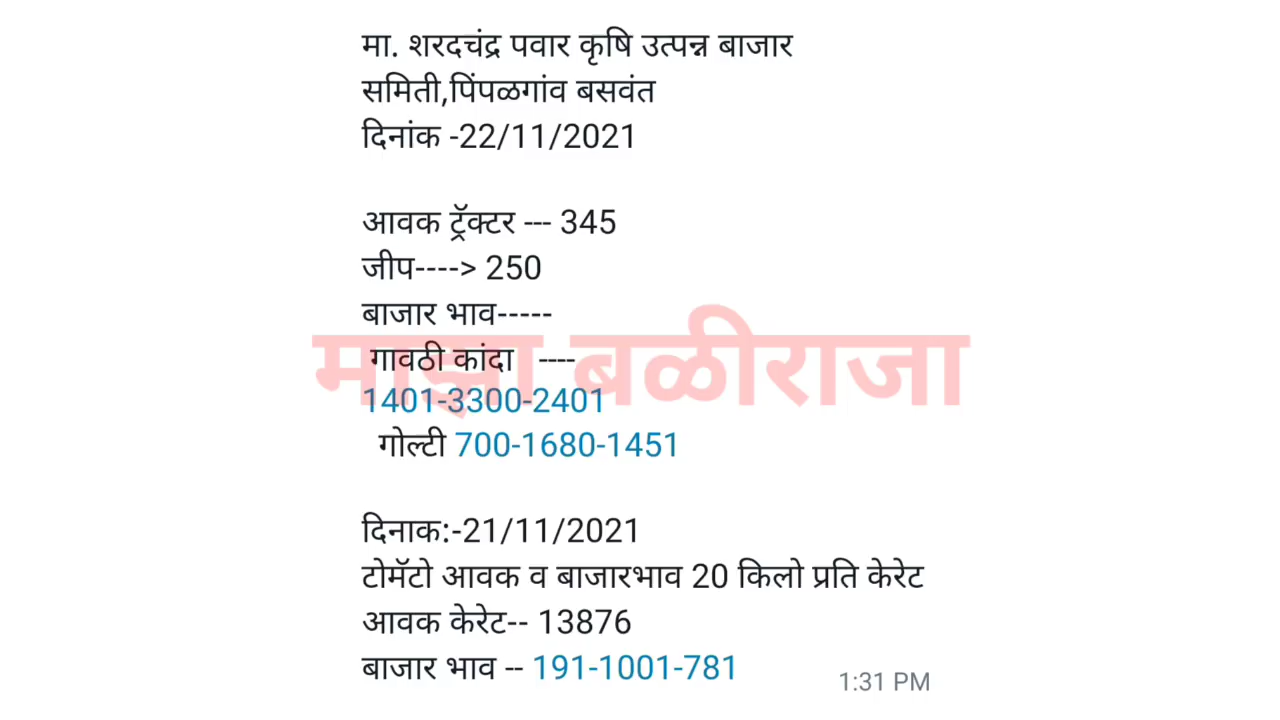 मा. शरदचंद्र पवार कृषि उत्पन्न बाजार
समिती,पिंपळगांव बसवंत
दिनांक -22/11/2021
आवक ट्रॅक्टर --- 345
जीप----> 250
बाजार भाव-----
गावठी कांदा ----
माझा बळीराजा
1401-3300-2401
गोल्टी 700-1680-1451
दिनाक:-21/11/2021
टोमॅटो आवक व बाजारभाव 20 किलो प्रति केरेट
आवक केरेट-- 13876
बाजार भाव -- 191-1001-781
1:31 PM